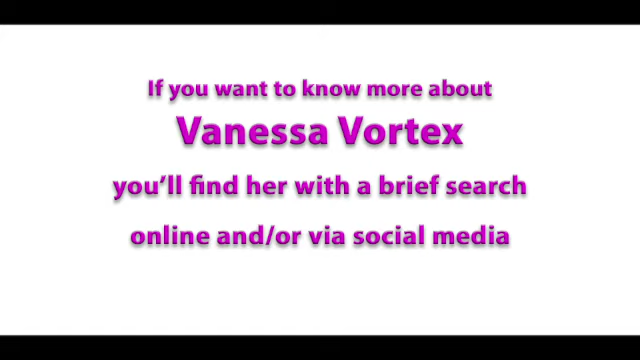 If you want to know more about
Vanessa Vortex
you’ll find her with a brief search
online and/or via social media